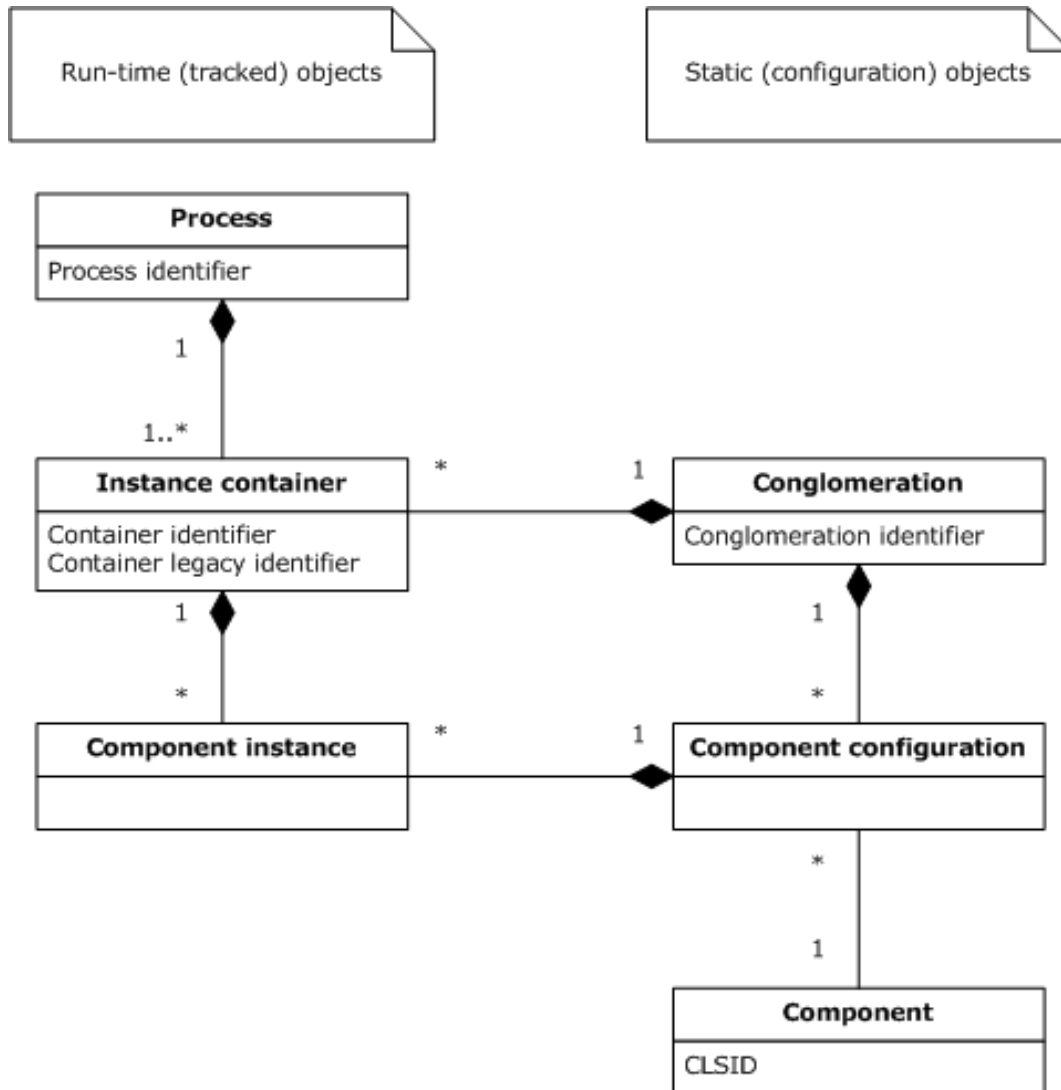 Run-time (tracked) objects
Static (configuration) objects
Process
Process identifier
1
1..*
Instance container
Container identifier
Container legacy identifier
*
1
Conglomeration
Conglomeration identifier
1
*
1
*
Component instance
*
1
Component configuration
*
1
Component
CLSID